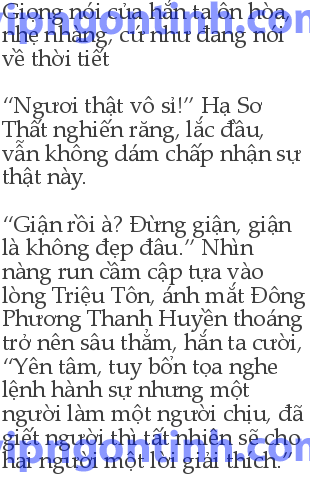 Giọng nói của hắn ta ôn hòa,
nhẹ nhàng, cứ như đang nói
về thời tiết
“Ngươi thật vô sỉ!” Hạ Sơ
Thất nghiến răng, lắc đầu,
vẫn không dám chấp nhận sự
thật này.
“Giận rồi à? Đừng giận, giận
là không đẹp đâu.” Nhìn
nàng run cầm cập tựa vào
lòng Triệu Tôn, ánh mắt Đông
Phương Thanh Huyền thoáng
trở nên sâu thẳm, hắn ta cười,
“Yên tâm, tuy bổn tọa nghe
lệnh hành sự nhưng một
người làm một người chịu, đã
giết người thì tất nhiên sẽ cho
hai người một lời giải thích.”
vipngontinh.com
vipngontinh.com